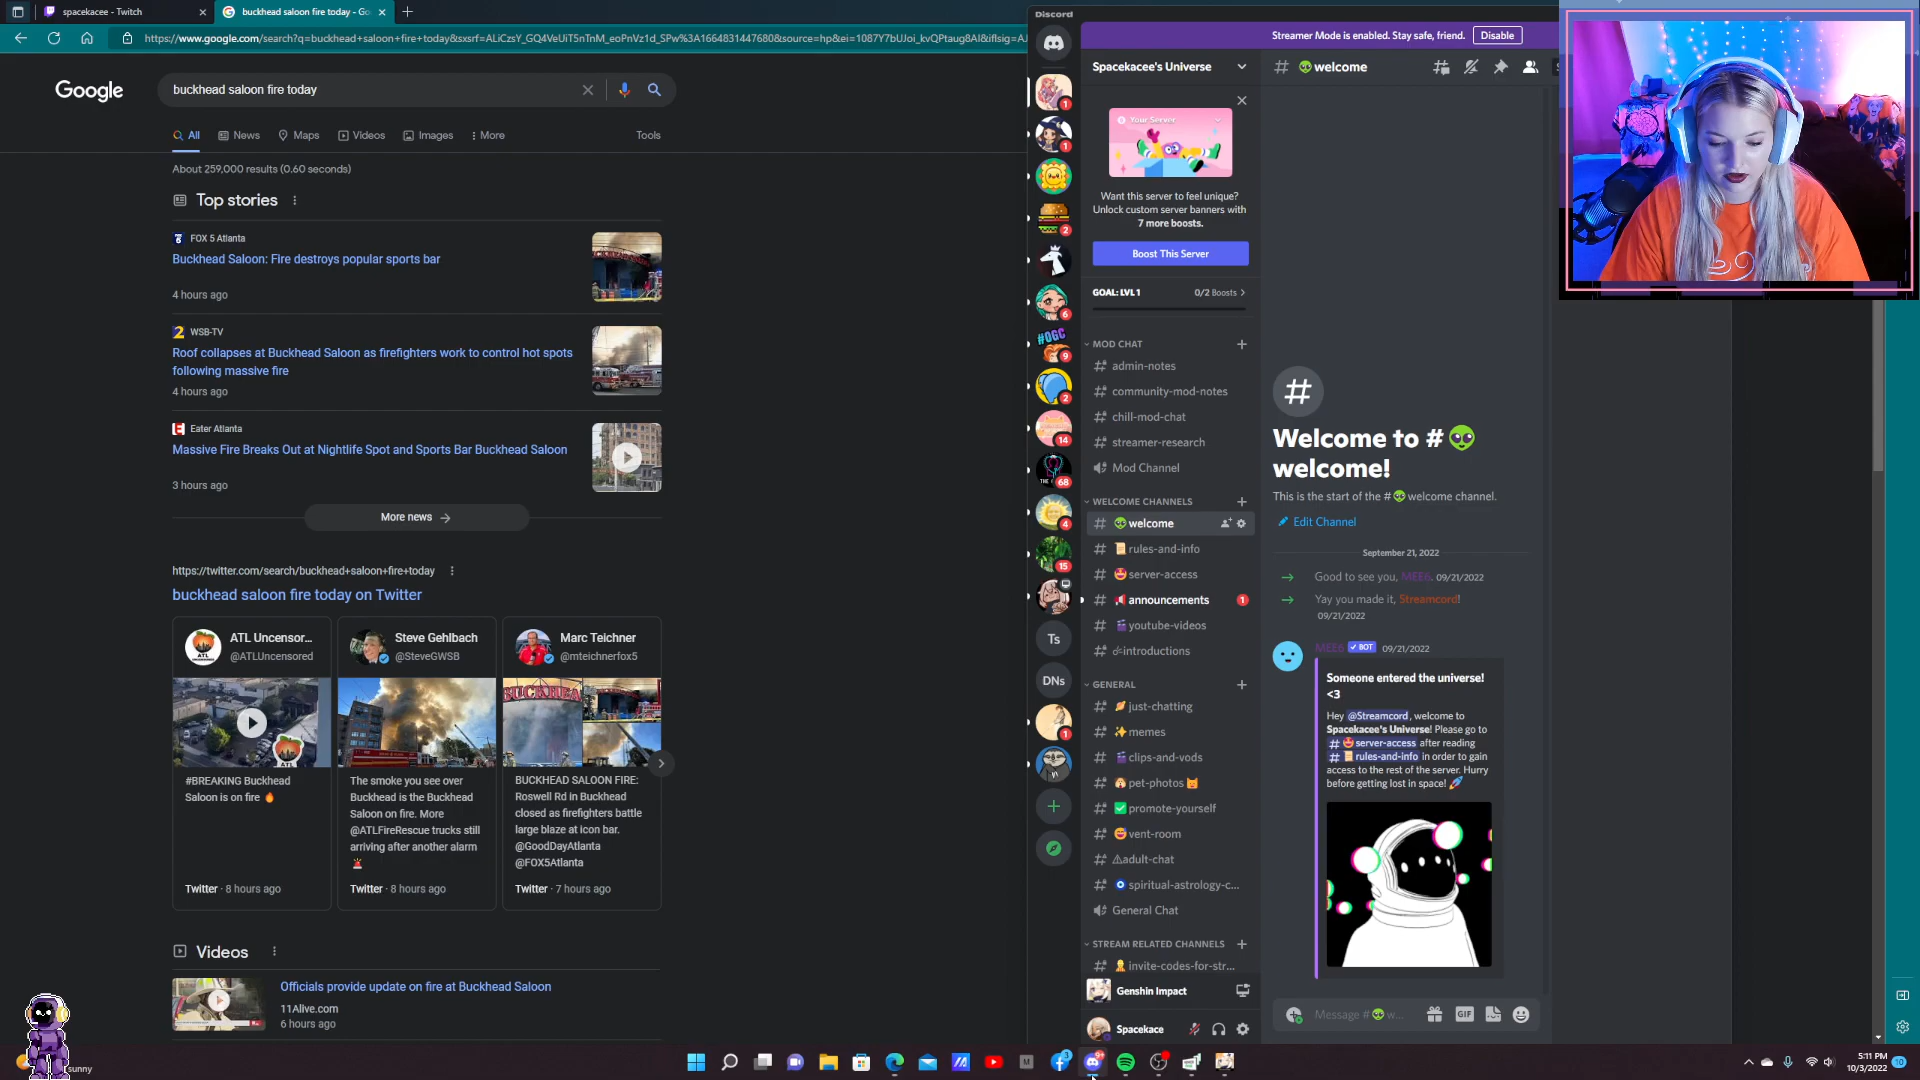 spacekacee - Twitch
buckhead saloon fire today - Go
Discord
Streamer Mode is enabled. Stay safe, friend.
Disable
Google
buckhead saloon fire today
All
News
Maps
Videos
Images
More
Tools
About 259,000 results (0.60 seconds)
Top stories
FOX 5 Atlanta
Buckhead Saloon: Fire destroys popular sports bar
4 hours ago
WSB-TV
Roof collapses at Buckhead Saloon as firefighters work to control hot spots
following massive fire
4 hours ago
Eater Atlanta
Massive Fire Breaks Out at Nightlife Spot and Sports Bar Buckhead Saloon
3 hours ago
More news
https://twitter.com/search/buckhead+saloon+fire+today
buckhead saloon fire today on Twitter
ATL Uncensor...
@ATLUncensored
#BREAKING Buckhead
Saloon is on fire 🔥
Twitter · 8 hours ago
Steve Gehlbach
@SteveGWSB
The smoke you see over
Buckhead is the Buckhead
Saloon on fire. More
@ATLFireRescue trucks still
arriving after another alarm
🚨
Twitter · 8 hours ago
Marc Teichner
@mteichnerfox5
BUCKHEAD SALOON FIRE:
Roswell Rd in Buckhead
closed as firefighters battle
large blaze at icon bar.
@GoodDayAtlanta
@FOX5Atlanta
Twitter · 7 hours ago
Videos
Officials provide update on fire at Buckhead Saloon
11Alive.com
6 hours ago
Spacekacee's Universe
Your Server
Want this server to feel unique?
Unlock custom server banners with
7 more boosts.
Boost This Server
GOAL: LVL 1
0/2 Boosts
MOD CHAT
admin-notes
community-mod-notes
chill-mod-chat
streamer-research
Mod Channel
WELCOME CHANNELS
# 👽welcome
# 📜rules-and-info
# 🤩server-access
# 📢announcements
1
# youtube-videos
# introductions
GENERAL
# 🪐just-chatting
# ✨memes
# clips-and-vods
# pet-photos
# ✅promote-yourself
# 😅vent-room
# ⚠adult-chat
# 🧿spiritual-astrology-c...
General Chat
STREAM RELATED CHANNELS
# invite-codes-for-str...
Genshin Impact
Spacekace
Ts
DNs
# 👽welcome
Welcome to #👽
welcome!
This is the start of the #👽welcome channel.
Edit Channel
September 21, 2022
Good to see you, MEE6. 09/21/2022
Yay you made it, Streamcord!
09/21/2022
MEE6 ✓ BOT 09/21/2022
Someone entered the universe!
<3
Hey @Streamcord, welcome to
Spacekacee's Universe! Please go to
# 🤩server-access after reading
# 📜rules-and-info in order to gain
access to the rest of the server. Hurry
before getting lost in space! 🚀
Message #👽w...
GIF
sunny
5:11 PM
10/3/2022